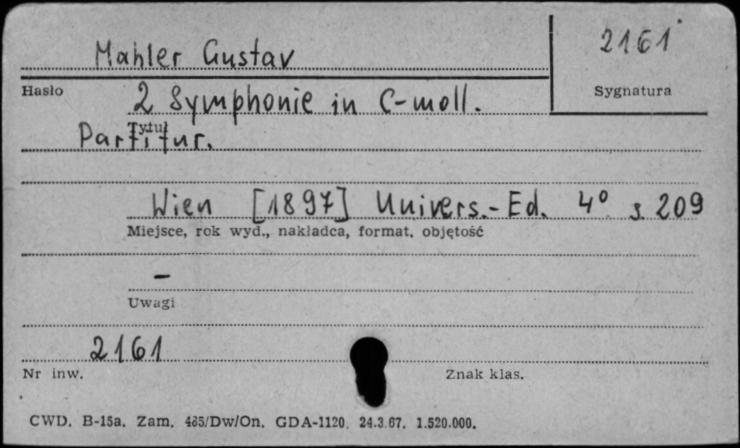 Mahler Gustav
2161
Hasło
Sygnatura
2 Symphonie in C-moll.
Tytuł
Partitur.
Wien [1897] Univers.-Ed. 4° s. 209
Miejsce, rok wyd., nakładca, format, objętość
–
Uwagi
2161
Nr inw.
Znak klas.
CWD. B-15a. Zam. 485/Dw/On. GDA-1120. 24.3.67. 1.520.000.